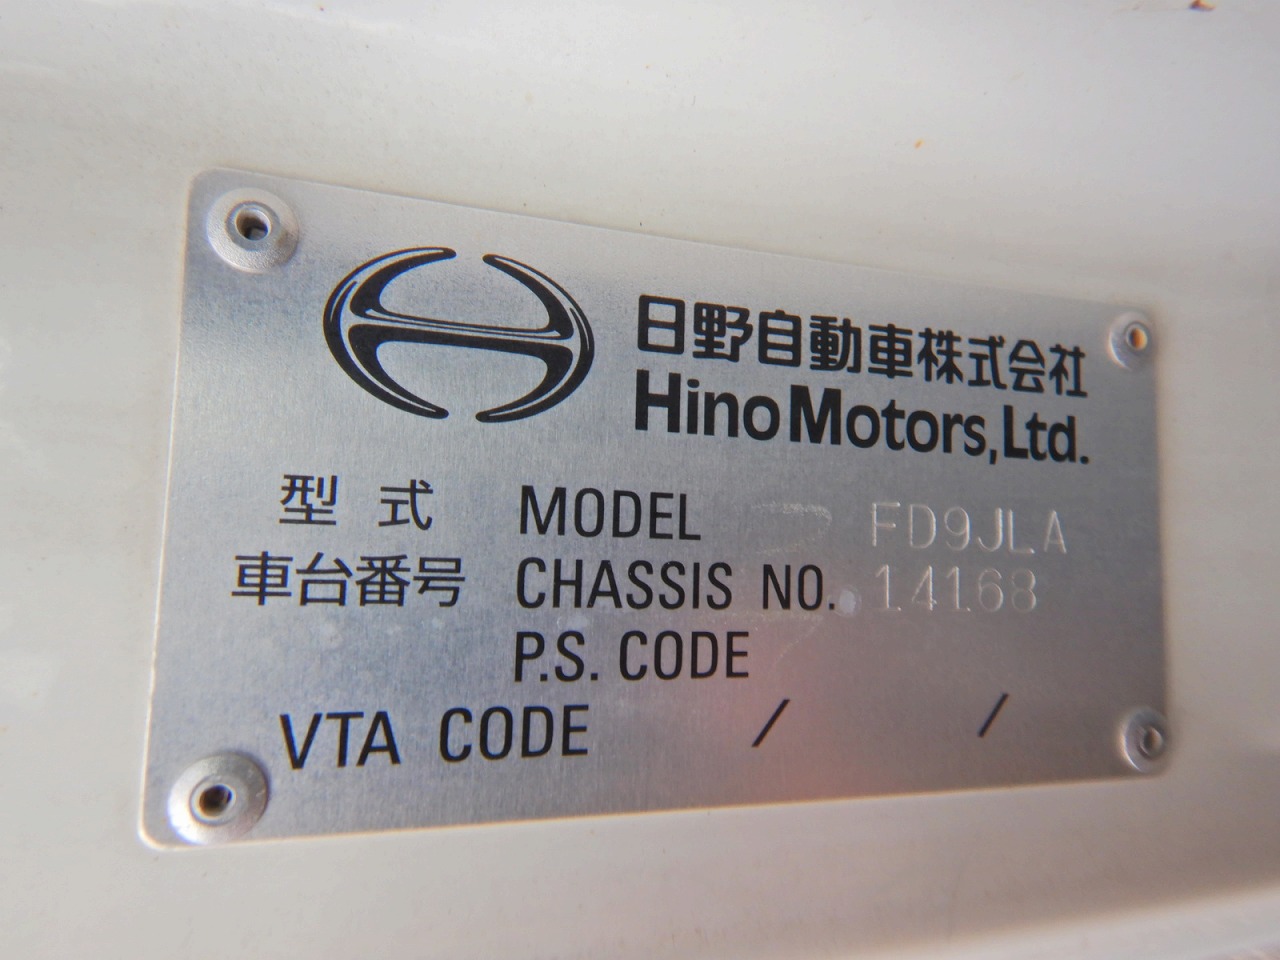 日野自動車株式会社
Hino Motors, Ltd.
型 式 MODEL FD9JLA
車台番号 CHASSIS NO. 14168
P.S. CODE
VTA CODE / /